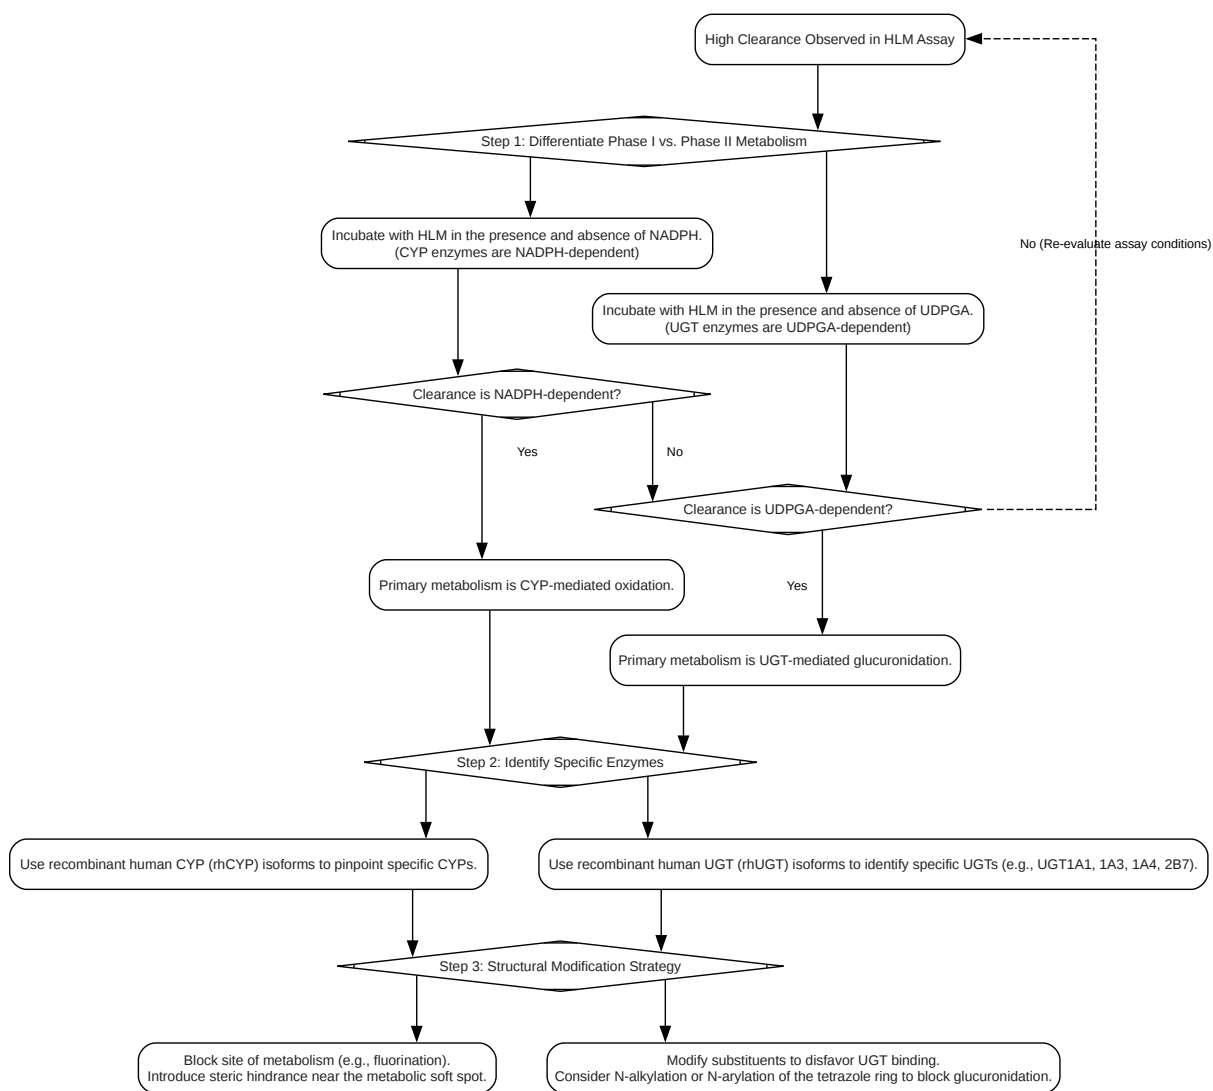 High Clearance Observed in HLM Assay
Step 1: Differentiate Phase I vs. Phase II Metabolism
Incubate with HLM in the presence and absence of NADPH.
(CYP enzymes are NADPH-dependent)
No (Re-evaluate assay conditions)
Incubate with HLM in the presence and absence of UDPGA.
(UGT enzymes are UDPGA-dependent)
Clearance is NADPH-dependent?
Yes
No
Clearance is UDPGA-dependent?
Primary metabolism is CYP-mediated oxidation.
Yes
Primary metabolism is UGT-mediated glucuronidation.
Step 2: Identify Specific Enzymes
Use recombinant human CYP (rhCYP) isoforms to pinpoint specific CYPs.
Use recombinant human UGT (rhUGT) isoforms to identify specific UGTs (e.g., UGT1A1, 1A3, 1A4, 2B7).
Step 3: Structural Modification Strategy
Block site of metabolism (e.g., fluorination).
Introduce steric hindrance near the metabolic soft spot.
Modify substituents to disfavor UGT binding.
Consider N-alkylation or N-arylation of the tetrazole ring to block glucuronidation.